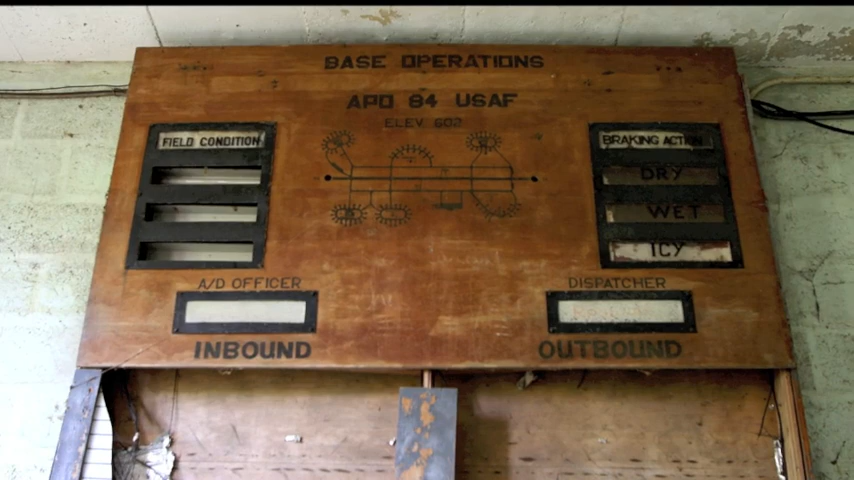 BASE OPERATIONS
APO 84 USAF
ELEV 602
FIELD CONDITION
BRAKING ACTION
DRY
WET
ICY
A/D OFFICER
DISPATCHER
INBOUND
OUTBOUND